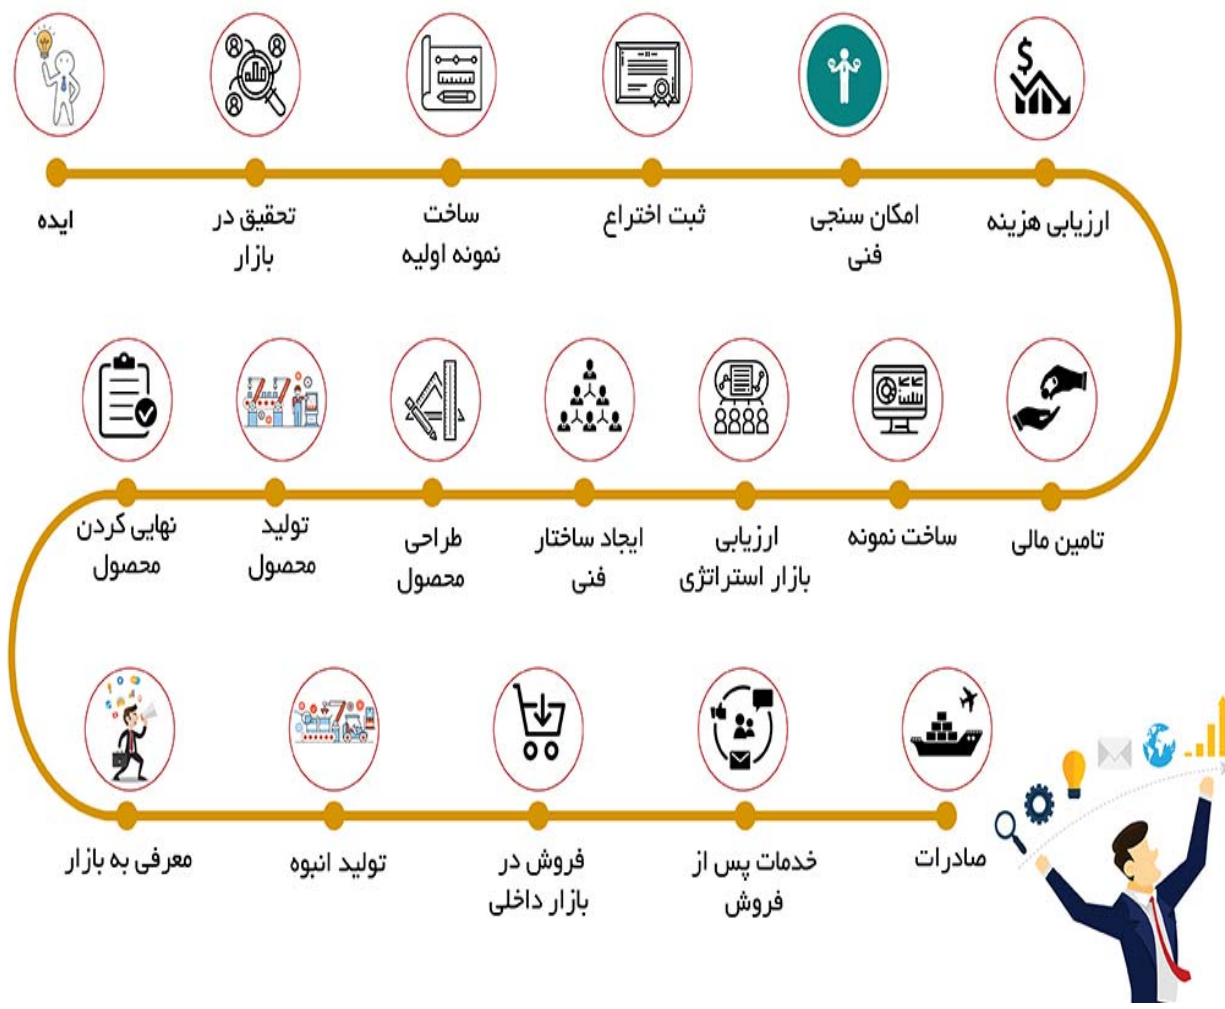 ایده
تحقیق در
بازار
ساخت
نمونه اولیه
ثبت اختراع
امکان سنجی
فنی
ارزیابی هزینه
تامین مالی
ساخت نمونه
ارزیابی
بازار استراتژی
ایجاد ساختار
فنی
طراحی
محصول
تولید
محصول
نهایی کردن
محصول
معرفی به بازار
تولید انبوه
فروش در
بازار داخلی
خدمات پس از
فروش
صادرات